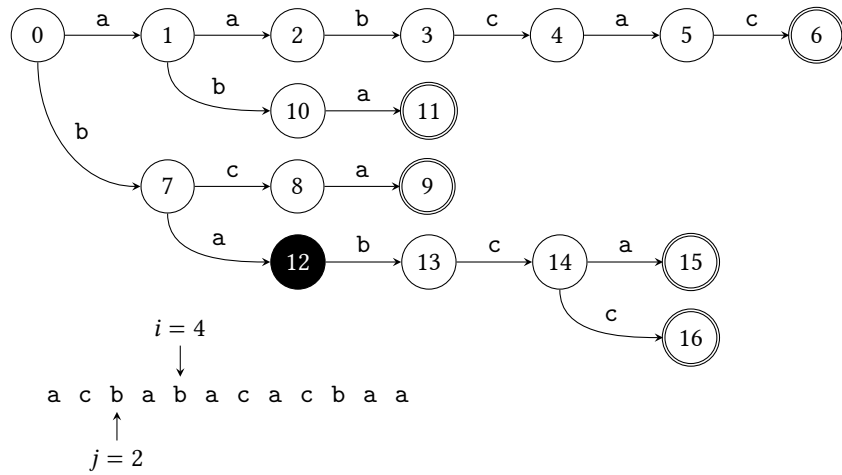 0 a 1 a 2 b 3 c 4 a 5 c 6
b 10 a 11
b
7 c 8 a 9
a 12 b 13 c 14 a 15
c 16
i = 4
a c b a b a c a c b a a
j = 2